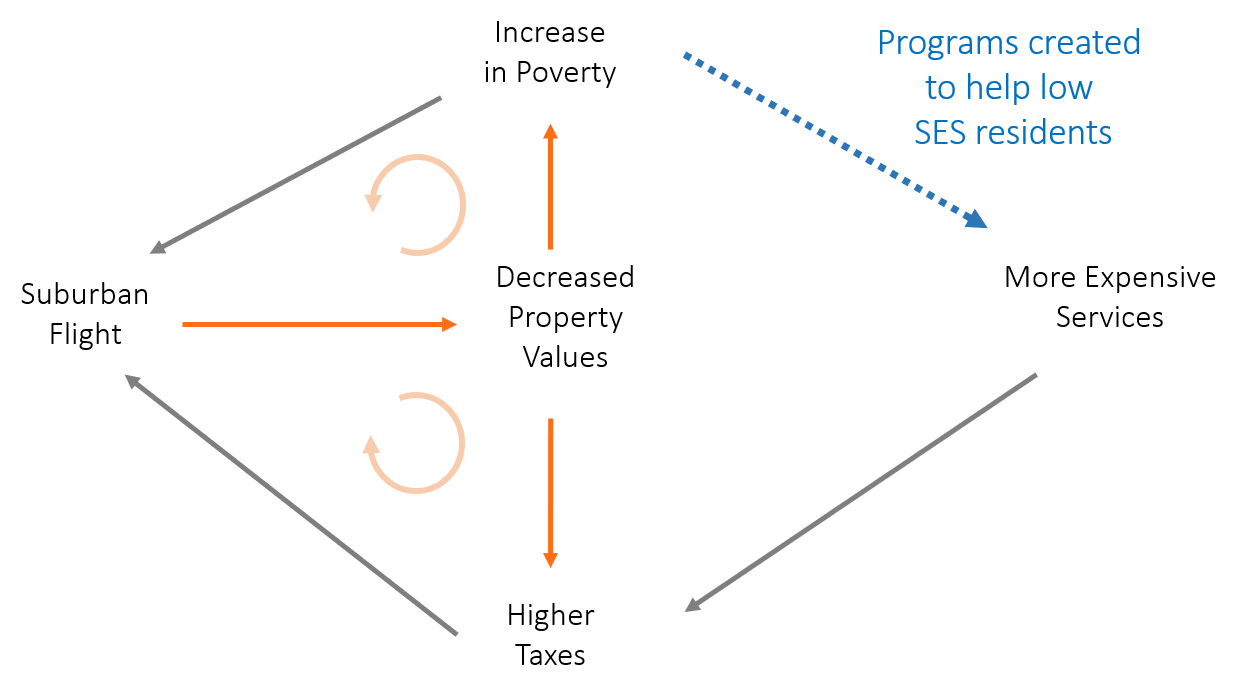 Increase
in Poverty
Programs created
to help low
SES residents
Suburban
Flight
Decreased
Property
Values
More Expensive
Services
Higher
Taxes